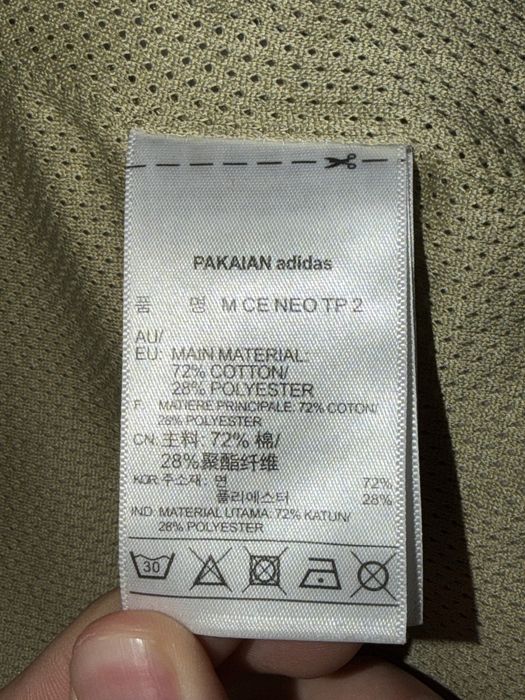 PAKAIAN adidas
품 명 M CE NEO TP 2
AU/
EU: MAIN MATERIAL:
72% COTTON/
28% POLYESTER
F: MATIERE PRINCIPALE: 72% COTON/
28% POLYESTER
CN: 主料: 72% 棉/
28%聚酯纤维
KOR: 주소재: 면 72%
폴리에스터 28%
IND: MATERIAL UTAMA: 72% KATUN/
28% POLYESTER
30